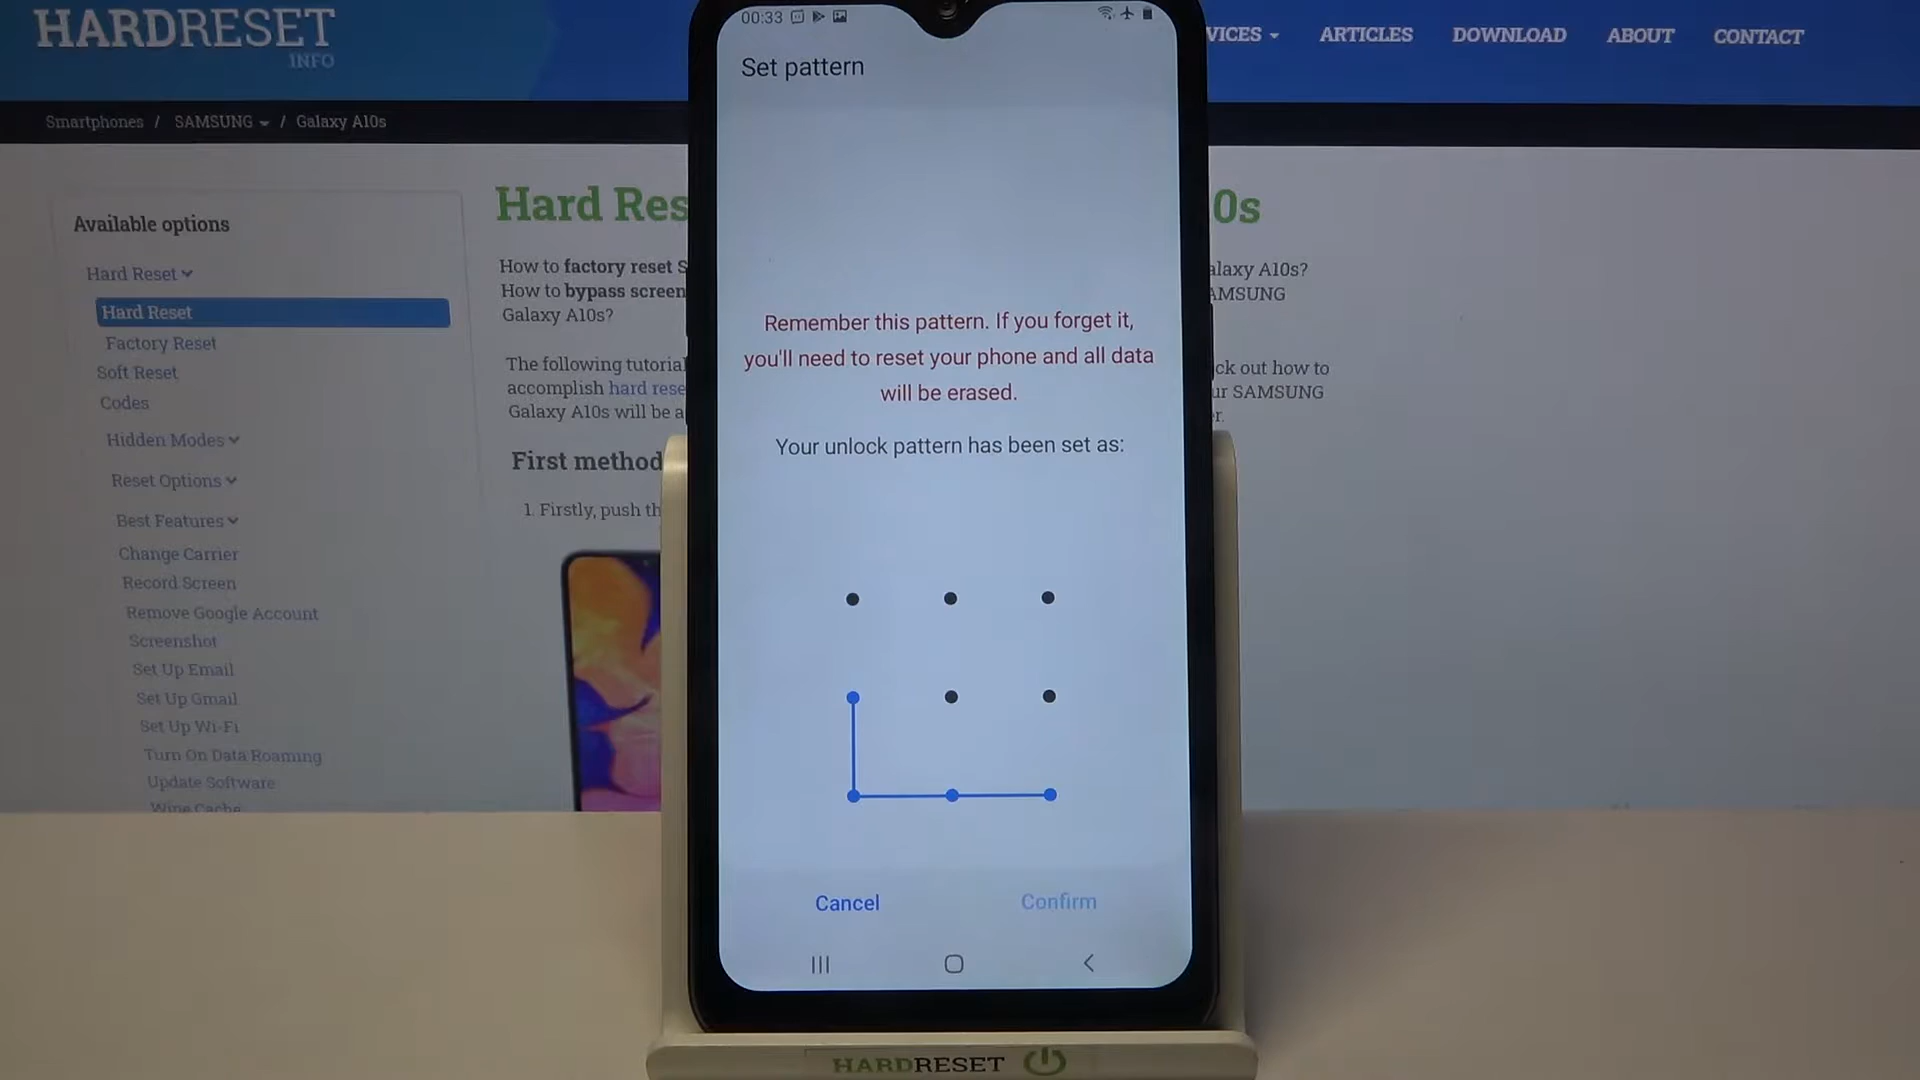 HARDRESET
INFO
VICES
ARTICLES
DOWNLOAD
ABOUT
CONTACT
Smartphones / SAMSUNG / Galaxy A10s
Available options
Hard Reset
Hard Reset
Factory Reset
Soft Reset
Codes
Hidden Modes
Reset Options
Best Features
Change Carrier
Record Screen
Remove Google Account
Screenshot
Set Up Email
Set Up Gmail
Set Up Wi-Fi
Turn On Data Roaming
Update Software
Wipe Cache
Hard Res
How to factory reset S
How to bypass screen
Galaxy A10s?
The following tutorial
accomplish hard rese
Galaxy A10s will be a
First method
1. Firstly, push th
00:33
Set pattern
Remember this pattern. If you forget it,
you'll need to reset your phone and all data
will be erased.
Your unlock pattern has been set as:
Cancel
Confirm
0s
alaxy A10s?
AMSUNG
ck out how to
ur SAMSUNG
r.
HARDRESET